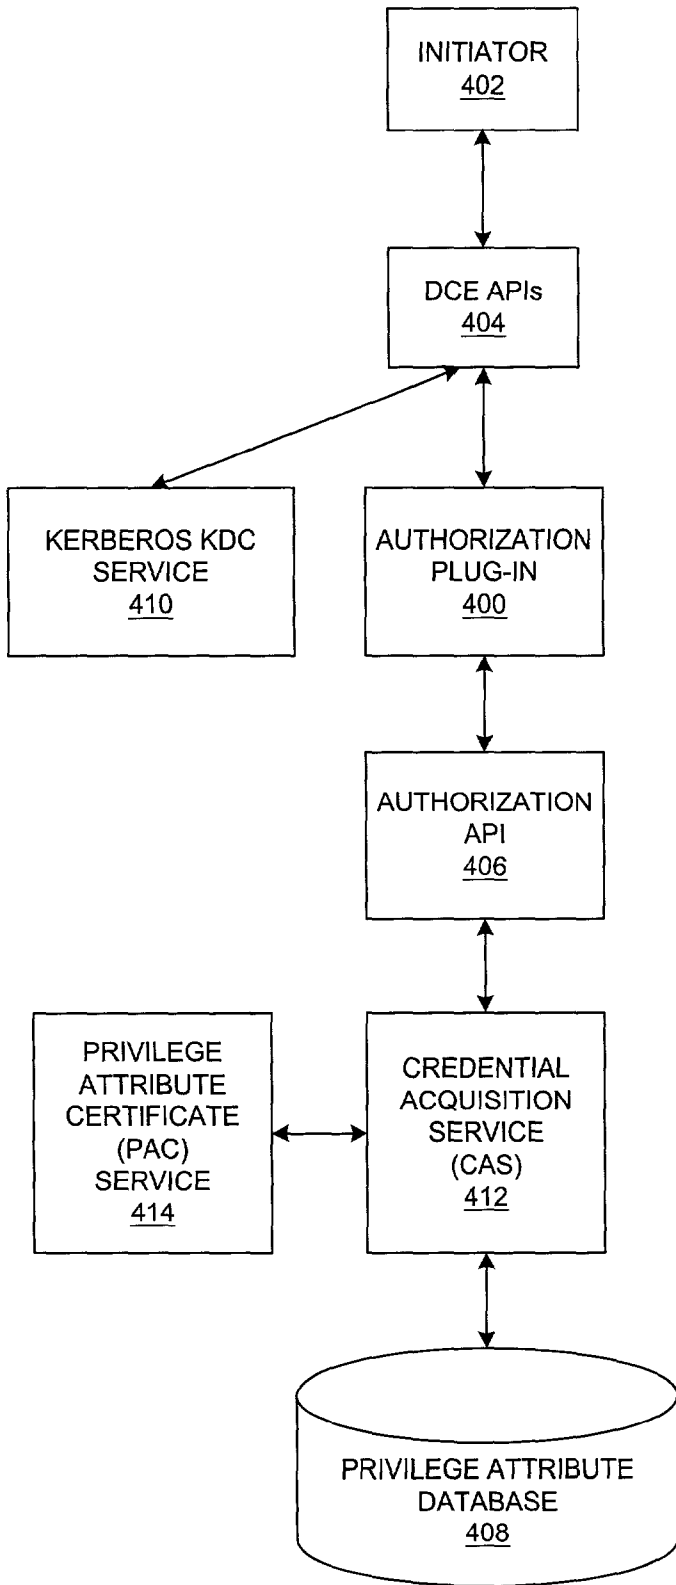 INITIATOR
402
DCE APIs
404
KERBEROS KDC
SERVICE
410
AUTHORIZATION
PLUG-IN
400
AUTHORIZATION
API
406
PRIVILEGE
ATTRIBUTE
CERTIFICATE
(PAC)
SERVICE
414
CREDENTIAL
ACQUISITION
SERVICE
(CAS)
412
PRIVILEGE ATTRIBUTE
DATABASE
408